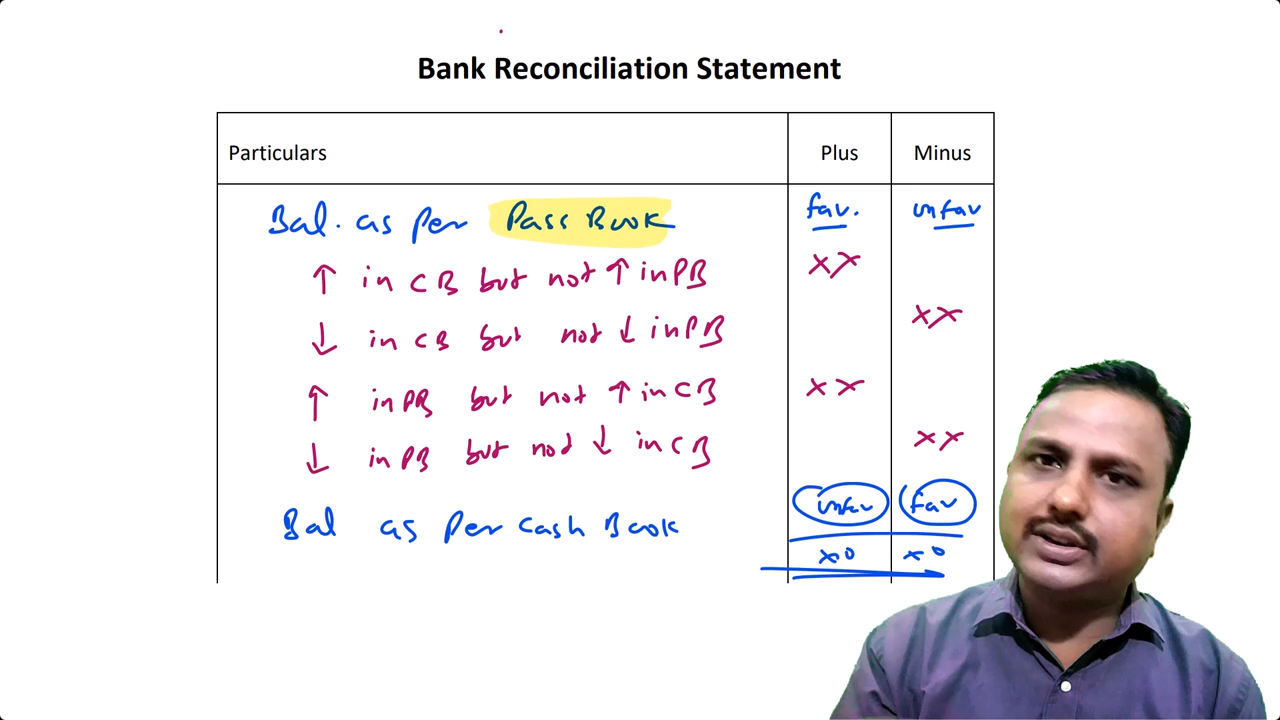 Bank Reconciliation Statement
Particulars Plus Minus
Bal. as per Pass Book fav. unfav
↑ in CB but not ↑ in PB xx
↓ in CB but not ↓ in PB xx
↑ in PB but not ↑ in CB xx
↓ in PB but not ↓ in CB xx
Bal as per cash Book unfav fav
xo xo